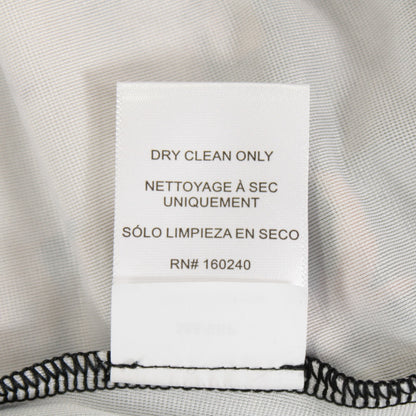 DRY CLEAN ONLY
NETTOYAGE À SEC
UNIQUEMENT
SÓLO LIMPIEZA EN SECO
RN# 160240